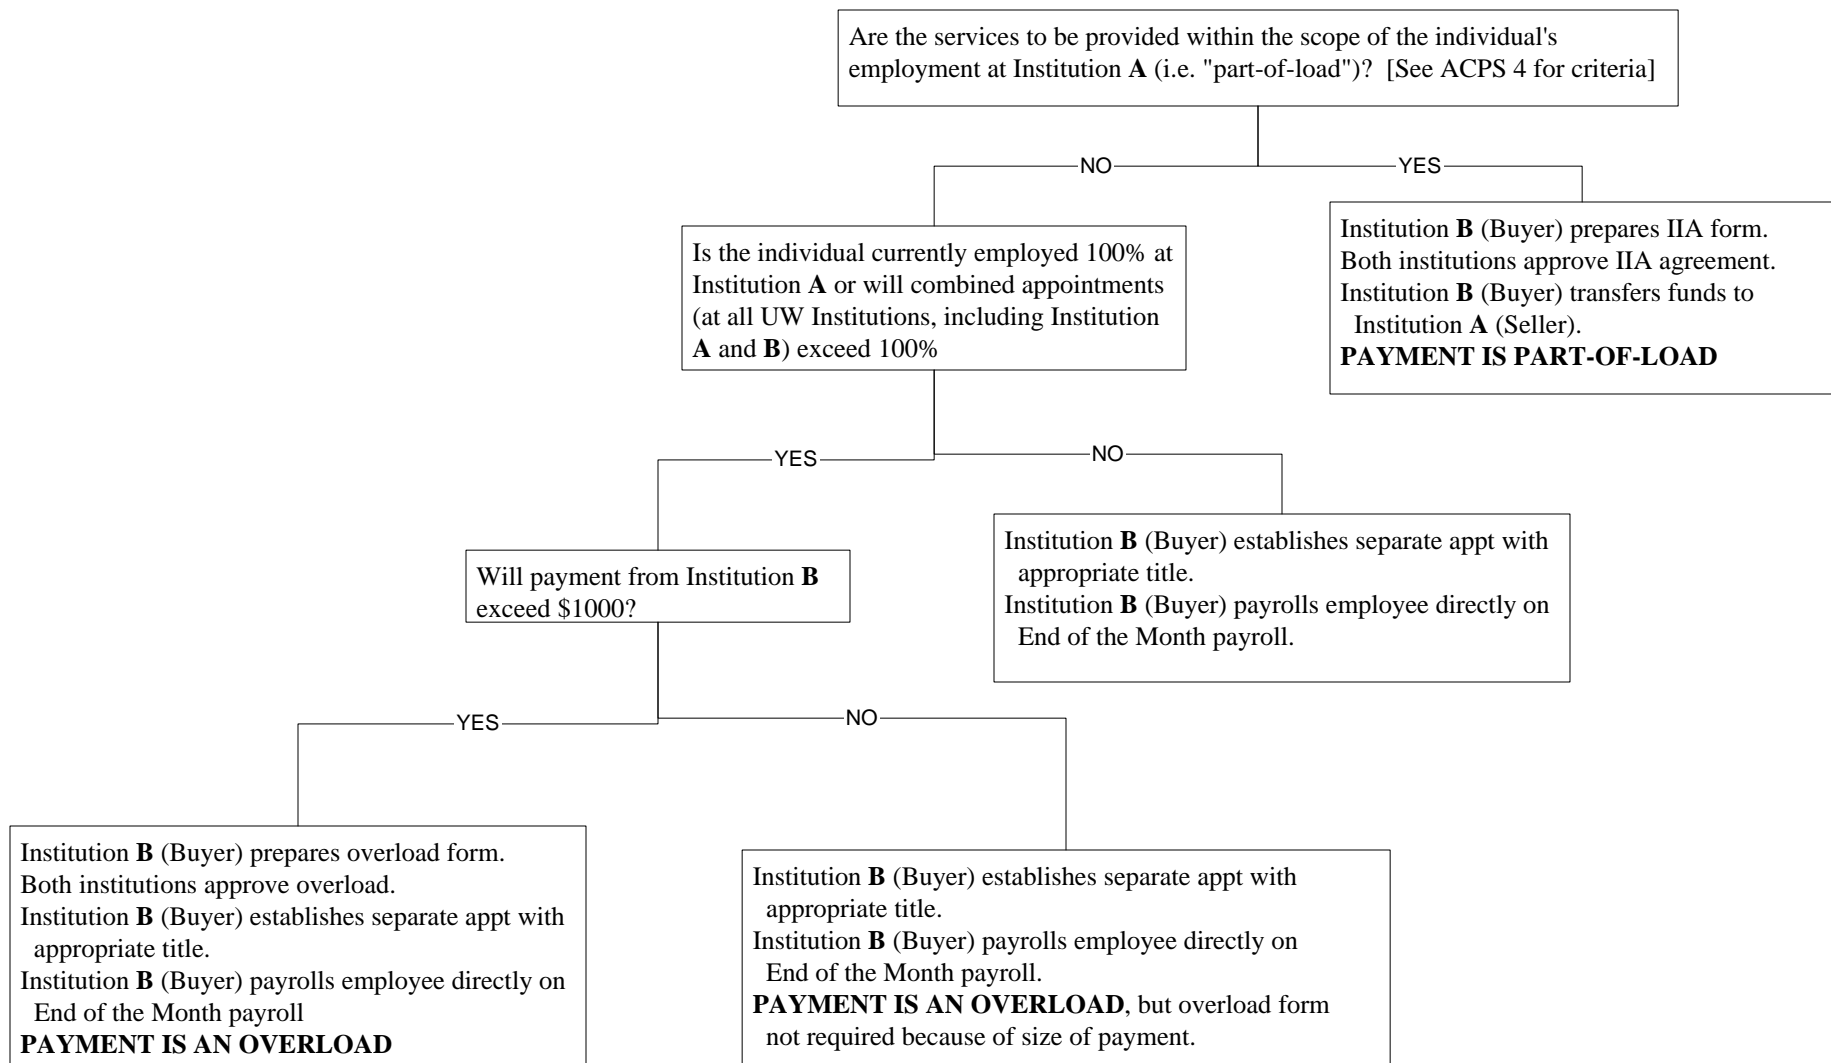 Are the services to be provided within the scope of the individual's
employment at Institution A (i.e. "part-of-load")?  [See ACPS 4 for criteria]
NO
YES
Is the individual currently employed 100% at
Institution A or will combined appointments
(at all UW Institutions, including Institution
A and B) exceed 100%
Institution B (Buyer) prepares IIA form.
Both institutions approve IIA agreement.
Institution B (Buyer) transfers funds to
Institution A (Seller).
PAYMENT IS PART-OF-LOAD
YES
NO
Will payment from Institution B
exceed $1000?
Institution B (Buyer) establishes separate appt with
appropriate title.
Institution B (Buyer) payrolls employee directly on
End of the Month payroll.
YES
NO
Institution B (Buyer) prepares overload form.
Both institutions approve overload.
Institution B (Buyer) establishes separate appt with
appropriate title.
Institution B (Buyer) payrolls employee directly on
End of the Month payroll
PAYMENT IS AN OVERLOAD
Institution B (Buyer) establishes separate appt with
appropriate title.
Institution B (Buyer) payrolls employee directly on
End of the Month payroll.
PAYMENT IS AN OVERLOAD, but overload form
not required because of size of payment.